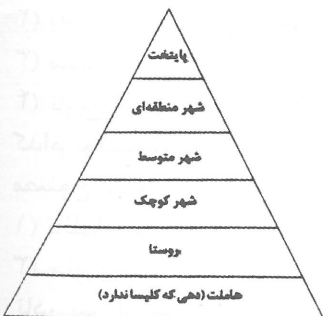 پایتخت
شهر منطقه‌ای
شهر متوسط
شهر کوچک
روستا
هاملت (دهی که کلیسا ندارد)